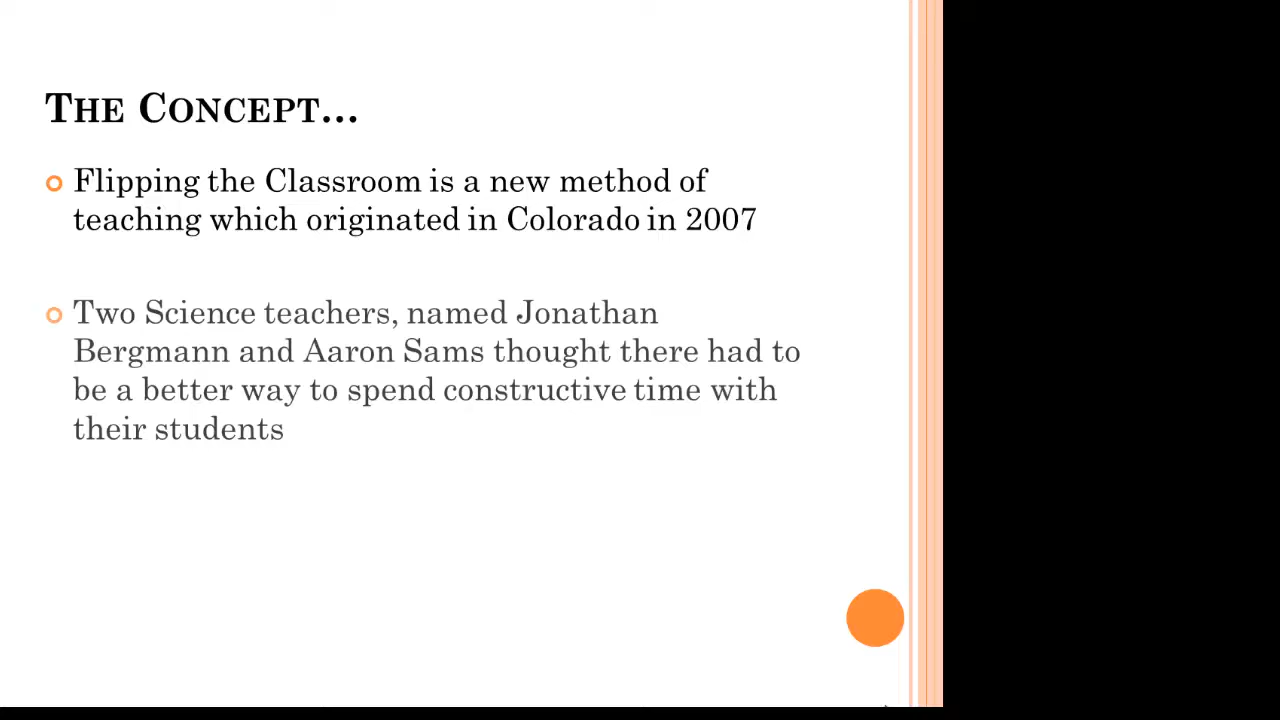 The Concept...
Flipping the Classroom is a new method of
teaching which originated in Colorado in 2007
Two Science teachers, named Jonathan
Bergmann and Aaron Sams thought there had to
be a better way to spend constructive time with
their students